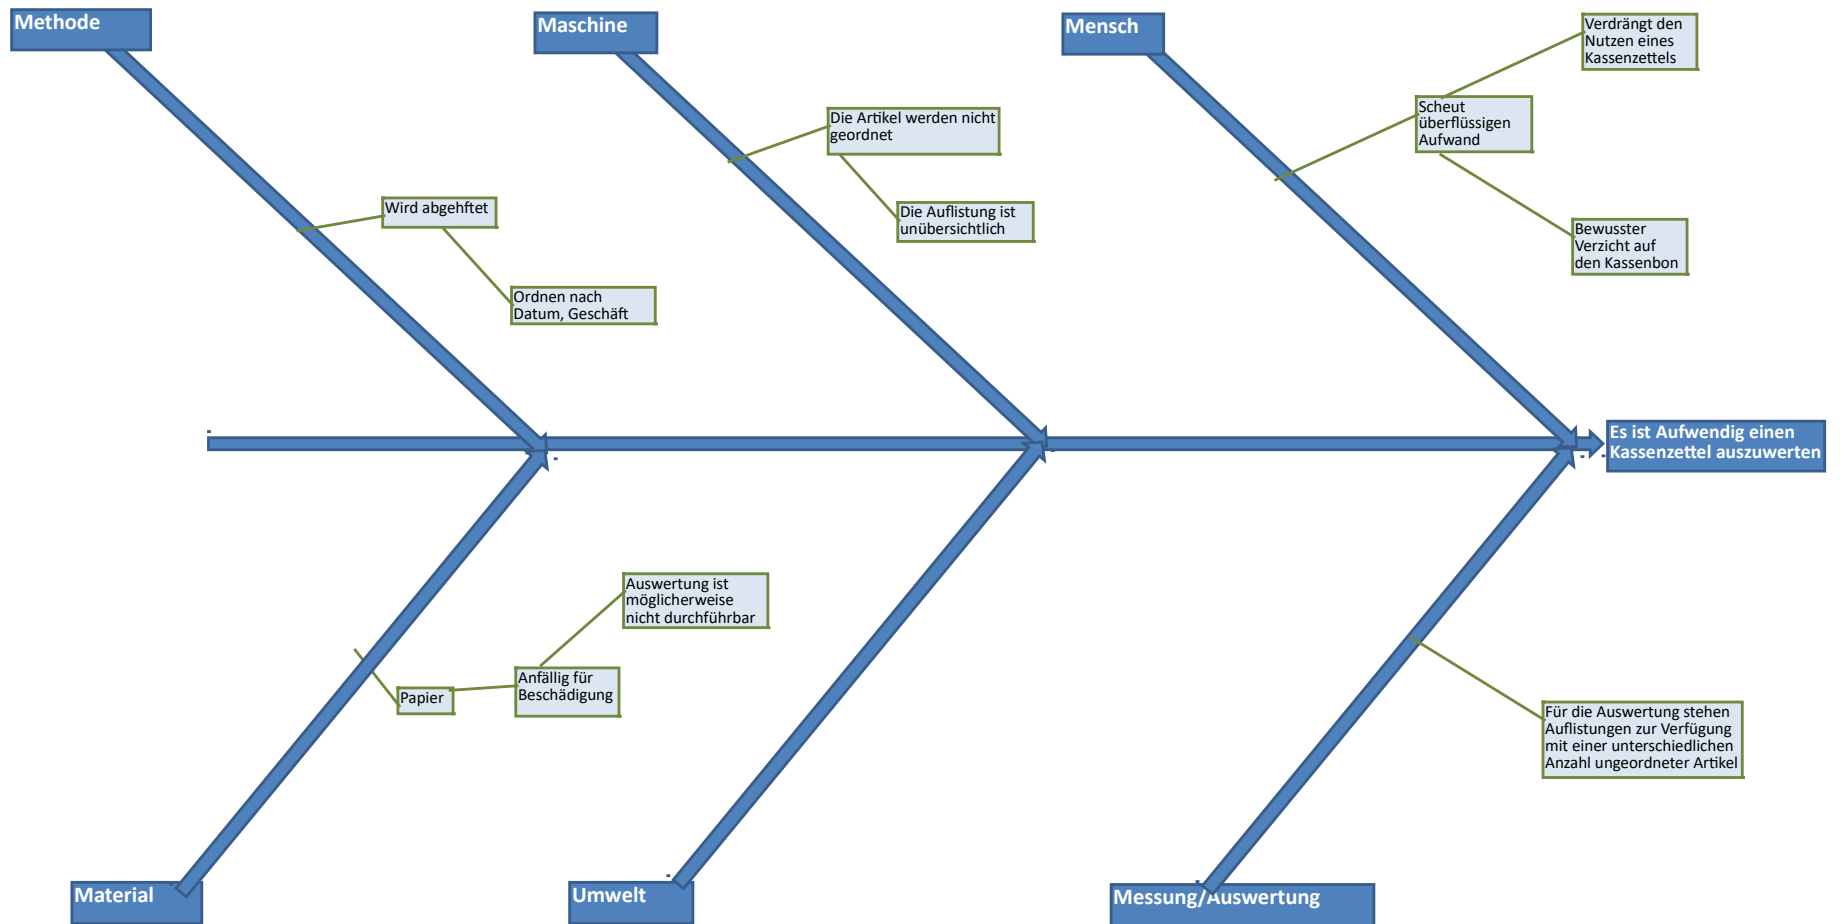 Methode
Maschine
Mensch
Verdrängt den
Nutzen eines
Kassenzettels
Scheut
überflüssigen
Aufwand
Die Artikel werden nicht
geordnet
Wird abgehftet
Die Auflistung ist
unübersichtlich
Bewusster
Verzicht auf
den Kassenbon
Ordnen nach
Datum, Geschäft
Es ist Aufwendig einen
Kassenzettel auszuwerten
Auswertung ist
möglicherweise
nicht durchführbar
Anfällig für
Beschädigung
Papier
Für die Auswertung stehen
Auflistungen zur Verfügung
mit einer unterschiedlichen
Anzahl ungeordneter Artikel
Material
Umwelt
Messung/Auswertung